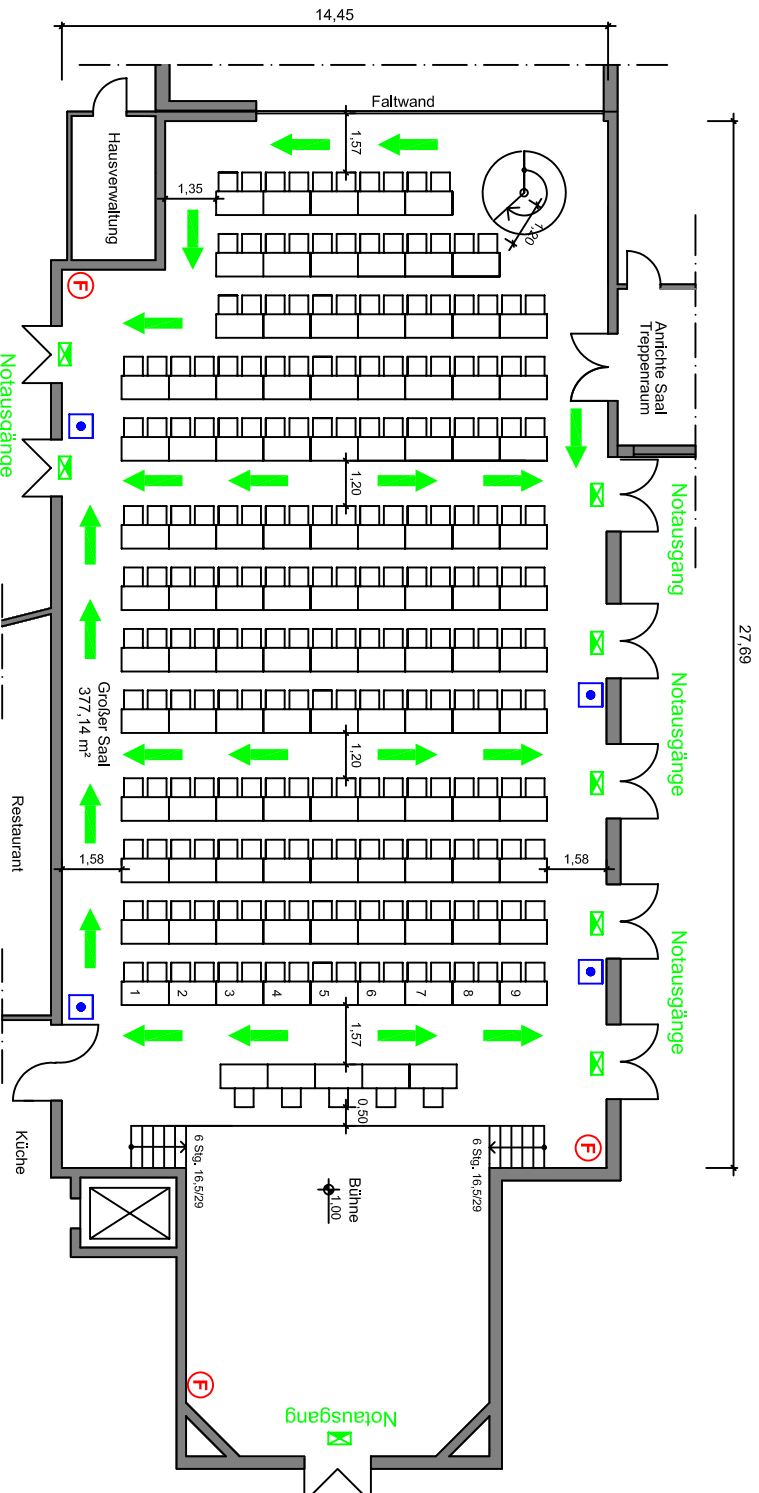 14,45
Faltwand
1,57
Hausverwaltung
1,35
1,20
F
Anrichte Saal
Treppenraum
Notausgänge
Notausgang
1,20
27,69
Notausgänge
Großer Saal
377,14 m²
1,20
Restaurant
1,58
1,58
Notausgänge
1
2
3
4
5
6
7
8
9
1,57
0,50
Küche
6 Stg. 16,5/29
6 Stg. 16,5/29
F
Bühne
1,00
F
Notausgang